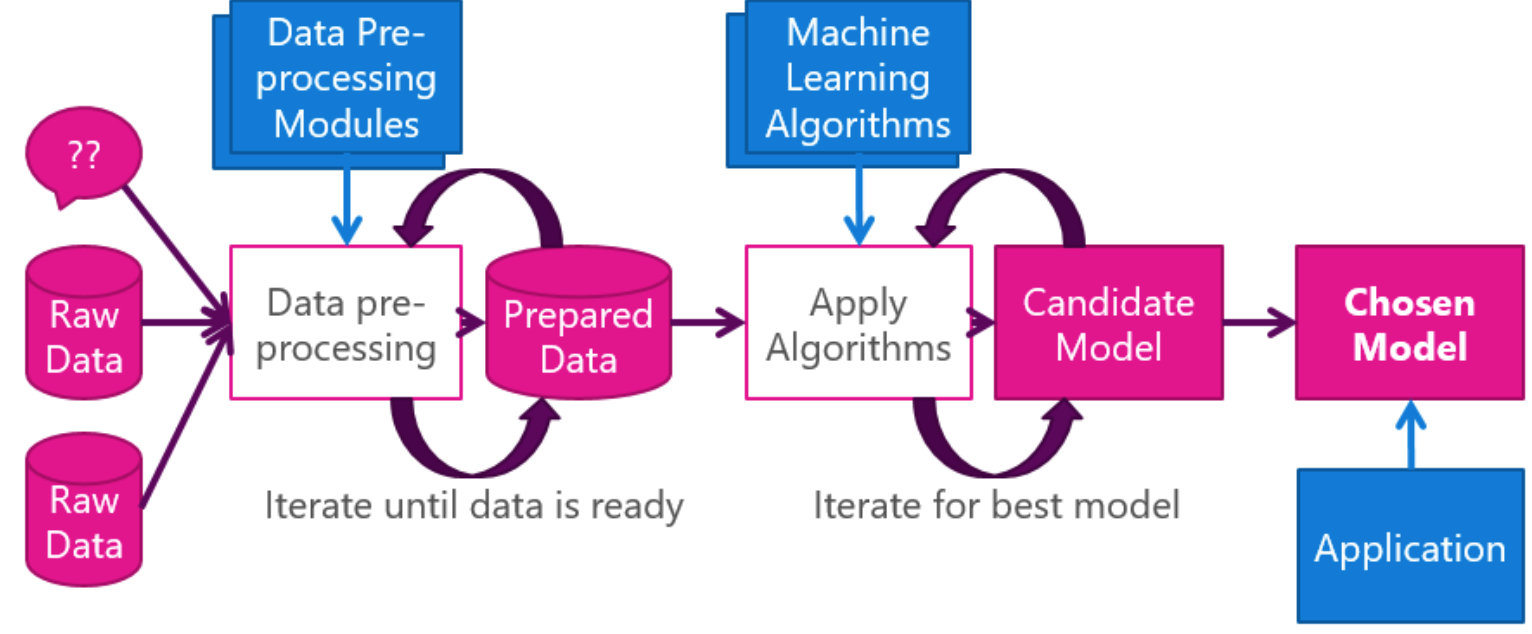 Data Pre-
processing
Modules
Machine
Learning
Algorithms
??
Raw
Data
Data pre-
processing
Prepared
Data
Apply
Algorithms
Candidate
Model
Chosen
Model
Raw
Data
Iterate until data is ready
Iterate for best model
Application